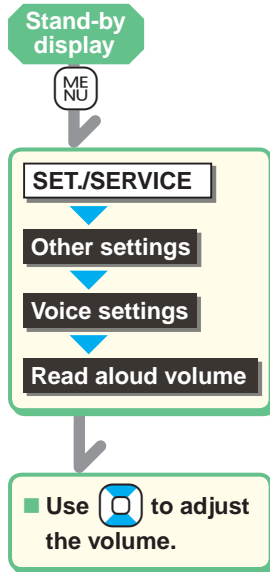 Stand-by
display
ME
NU
SET./SERVICE
Other settings
Voice settings
Read aloud volume
Use to adjust
the volume.